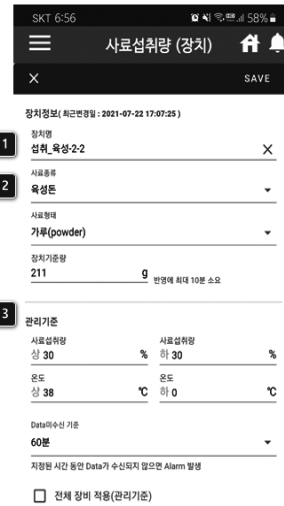 SKT 6:56 58%
사료섭취량 (장치)
SAVE
장치정보( 최근변경일 : 2021-07-22 17:07:25 )
1
장치명
섭취_육성-2-2
2
사료종류
육성돈
사료형태
가루(powder)
장치기준량
211 g 반영에 최대 10분 소요
3
관리기준
사료섭취량 사료섭취량
상 30 % 하 30 %
온도 온도
상 38 ℃ 하 0 ℃
Data미수신 기준
60분
지정된 시간 동안 Data가 수신되지 않으면 Alarm 발생
전체 장비 적용(관리기준)